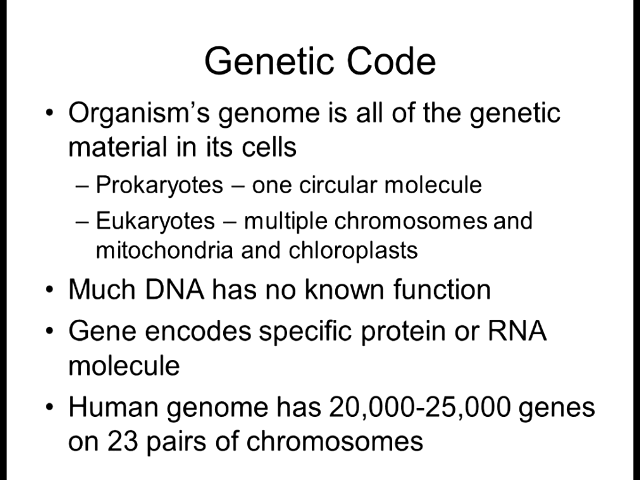 Genetic Code
• Organism's genome is all of the genetic
material in its cells
– Prokaryotes – one circular molecule
– Eukaryotes – multiple chromosomes and
mitochondria and chloroplasts
• Much DNA has no known function
• Gene encodes specific protein or RNA
molecule
• Human genome has 20,000-25,000 genes
on 23 pairs of chromosomes